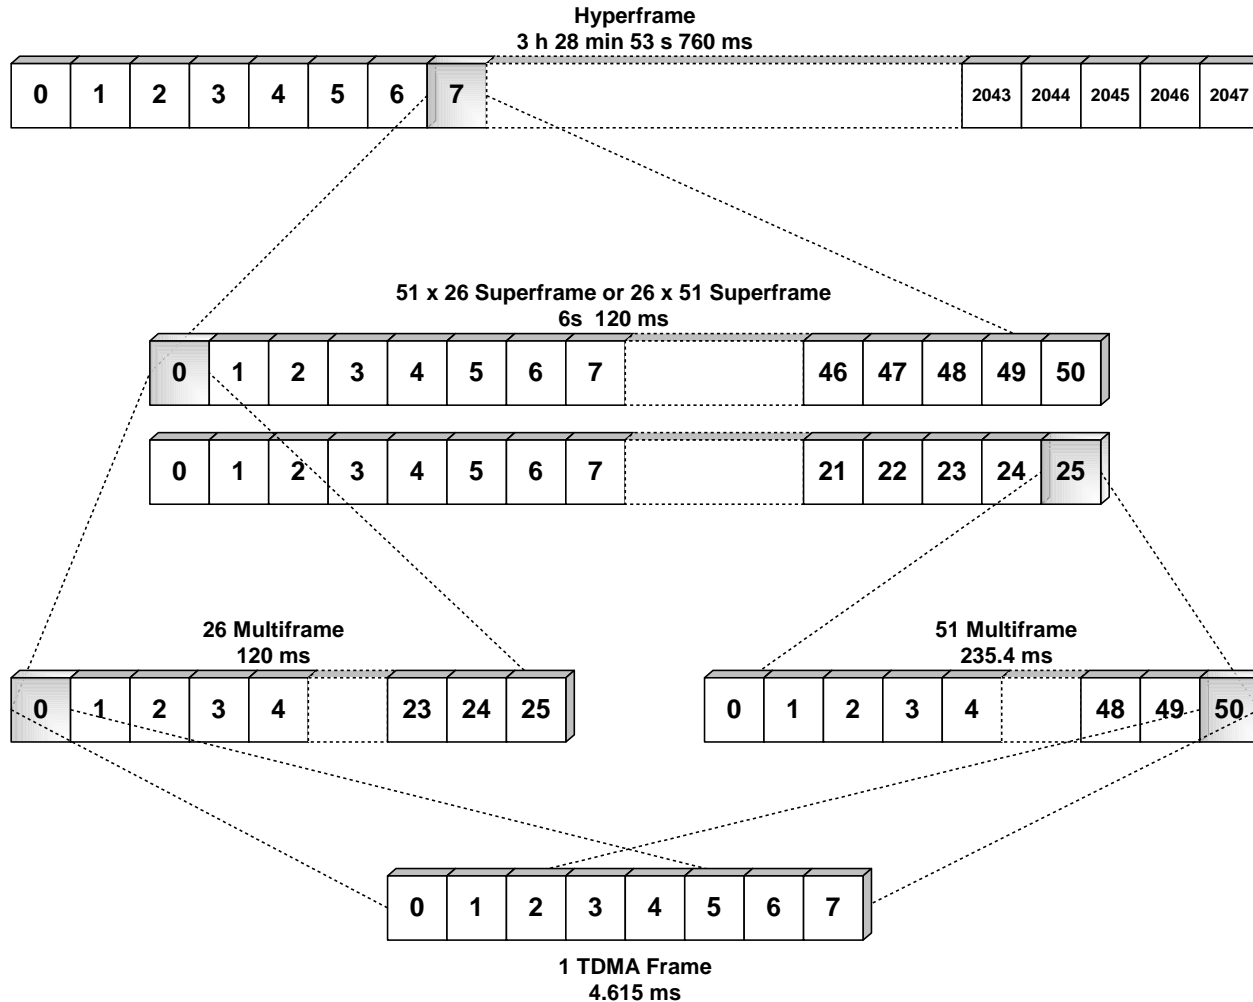 Hyperframe
3 h 28 min 53 s 760 ms
0 1 2 3 4 5 6 7 2043 2044 2045 2046 2047
51 x 26 Superframe or 26 x 51 Superframe
6s 120 ms
0 1 2 3 4 5 6 7 46 47 48 49 50
0 1 2 3 4 5 6 7 21 22 23 24 25
26 Multiframe
120 ms
0 1 2 3 4 23 24 25
51 Multiframe
235.4 ms
0 1 2 3 4 48 49 50
0 1 2 3 4 5 6 7
1 TDMA Frame
4.615 ms